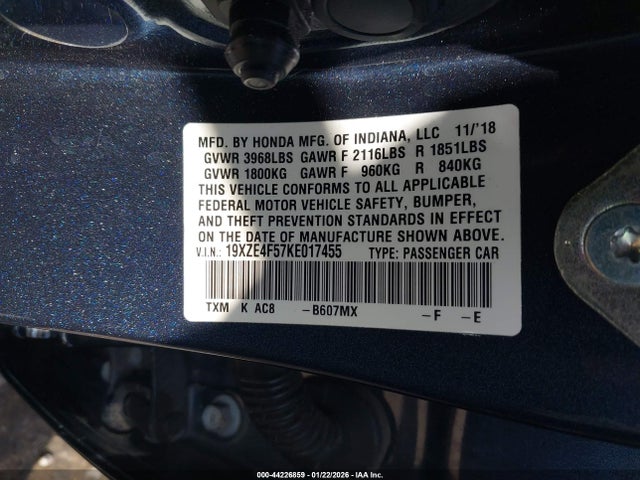 MFD. BY HONDA MFG. OF INDIANA, LLC 11/'18
GVWR 3968LBS GAWR F 2116LBS R 1851LBS
GVWR 1800KG GAWR F 960KG R 840KG
THIS VEHICLE CONFORMS TO ALL APPLICABLE
FEDERAL MOTOR VEHICLE SAFETY, BUMPER,
AND THEFT PREVENTION STANDARDS IN EFFECT
ON THE DATE OF MANUFACTURE SHOWN ABOVE.
V.I.N.: 19XZE4F57KE017455 TYPE: PASSENGER CAR
TXM K AC8 -B607MX -F -E
000-44226859 - 01/22/2026 - IAA Inc.